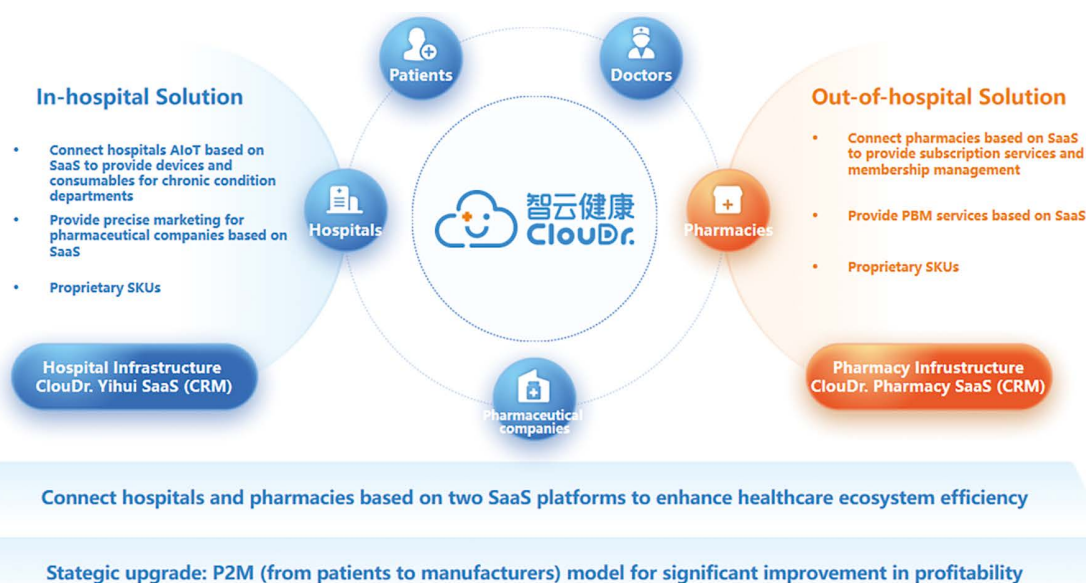 Patients
Doctors
In-hospital Solution
• Connect hospitals AIoT based on
SaaS to provide devices and
consumables for chronic condition
departments
• Provide precise marketing for
pharmaceutical companies based on
SaaS
• Proprietary SKUs
Hospital Infrastructure
ClouDr. Yihui SaaS (CRM)
Hospitals
智云健康
ClouDr.
Pharmacies
Pharmaceutical
companies
Out-of-hospital Solution
• Connect pharmacies based on SaaS
to provide subscription services and
membership management
• Provide PBM services based on SaaS
• Proprietary SKUs
Pharmacy Infrustructure
ClouDr. Pharmacy SaaS (CRM)
Connect hospitals and pharmacies based on two SaaS platforms to enhance healthcare ecosystem efficiency
Stategic upgrade: P2M (from patients to manufacturers) model for significant improvement in profitability